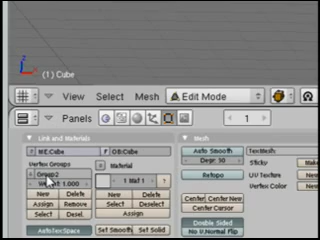 (1) Cube
View Select Mesh Edit Mode
Panels 1
Link and Materials Mesh
ME:Cube F OB:Cube Auto Smooth TexMesh:
Vertex Groups Material Degr: 30 Sticky Make
Group2 1 Mat 1 ? Retopo UV Texture New
Weight: 1.000 Vertex Color New
New Delete New Delete Center Center New
Assign Remove Select Deselect Center Cursor
Select Desel. Assign Double Sided
AutoTexSpace Set Smooth Set Solid No V.Normal Flip